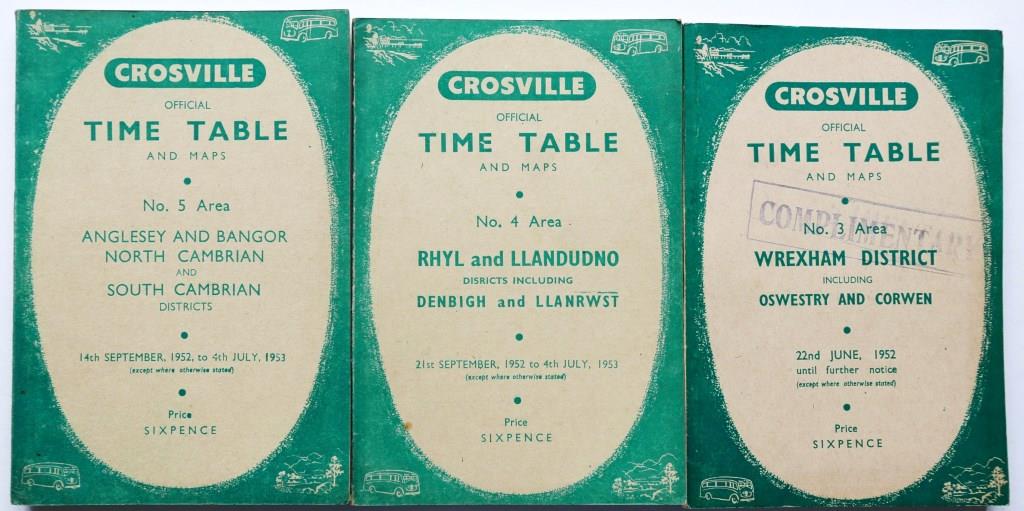 CROSVILLE
OFFICIAL
TIME TABLE
AND MAPS
No. 5 Area
ANGLESEY AND BANGOR
NORTH CAMBRIAN
AND
SOUTH CAMBRIAN
DISTRICTS
14th SEPTEMBER, 1952, to 4th JULY, 1953
(except where otherwise stated)
Price
SIXPENCE
CROSVILLE
OFFICIAL
TIME TABLE
AND MAPS
No. 4 Area
RHYL and LLANDUDNO
DISRICTS INCLUDING
DENBIGH and LLANRWST
21st SEPTEMBER, 1952 to 4th JULY, 1953
(except where otherwise stated)
Price
SIXPENCE
CROSVILLE
OFFICIAL
TIME TABLE
AND MAPS
COMPLIMENTARY
No. 3 Area
WREXHAM DISTRICT
INCLUDING
OSWESTRY AND CORWEN
22nd JUNE, 1952
until further notice
(except where otherwise stated)
Price
SIXPENCE